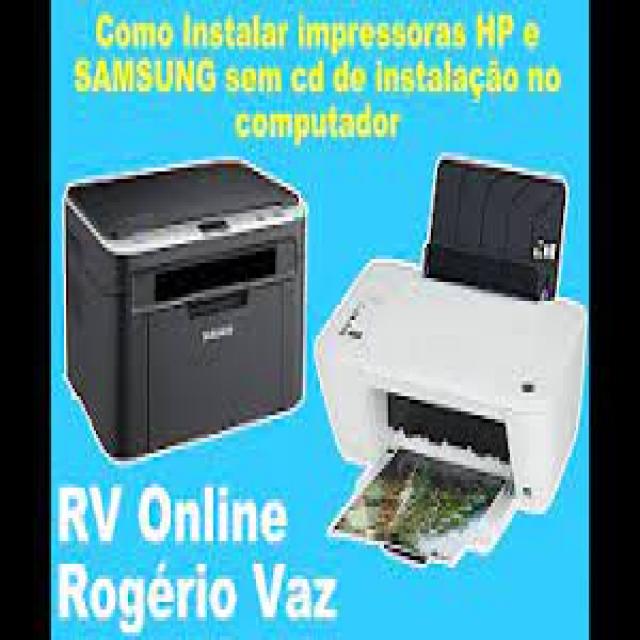 Como Instalar impressoras HP e
SAMSUNG sem cd de instalação no
computador
RV Online
Rogério Vaz